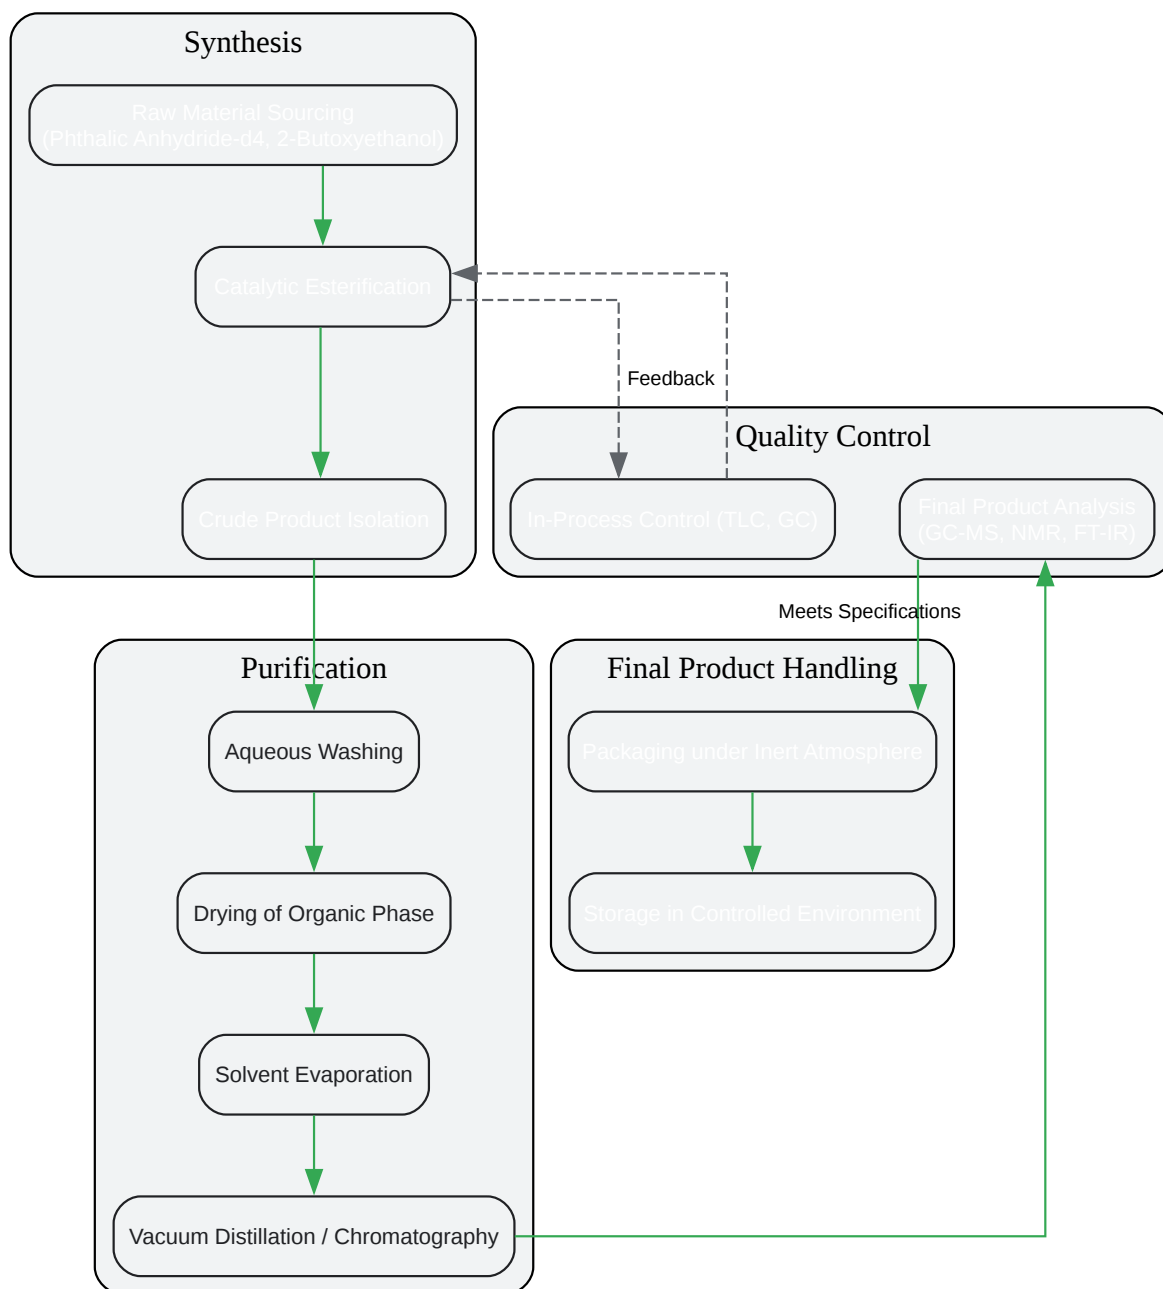 Synthesis
Raw Material Sourcing
(Phthalic Anhydride-d4, 2-Butoxyethanol)
Catalytic Esterification
Feedback
Quality Control
Crude Product Isolation
In-Process Control (TLC, GC)
Final Product Analysis
(GC-MS, NMR, FT-IR)
Meets Specifications
Purification
Final Product Handling
Aqueous Washing
Packaging under Inert Atmosphere
Drying of Organic Phase
Storage in Controlled Environment
Solvent Evaporation
Vacuum Distillation / Chromatography